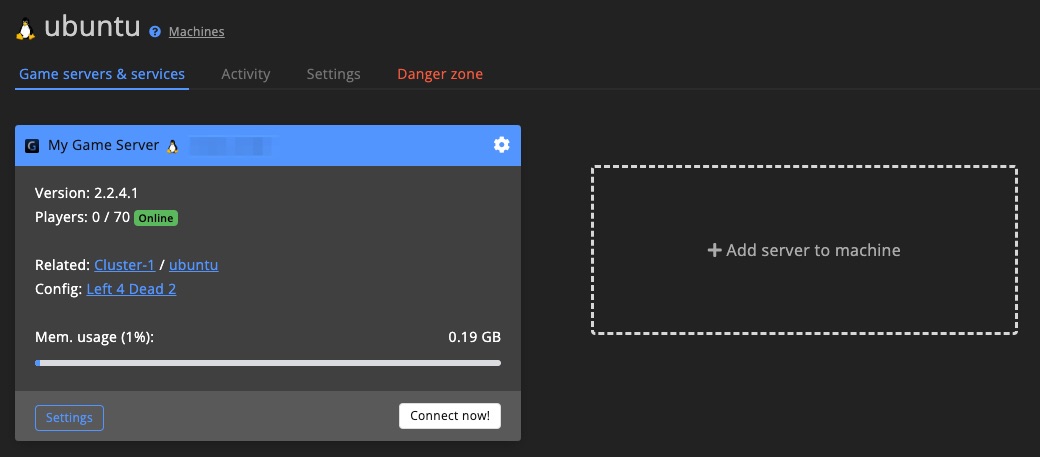 ubuntu ? Machines
Game servers & services Activity Settings Danger zone
G My Game Server
Version: 2.2.4.1
Players: 0 / 70 Online
Related: Cluster-1 / ubuntu
Config: Left 4 Dead 2
Mem. usage (1%): 0.19 GB
Settings Connect now!
+ Add server to machine